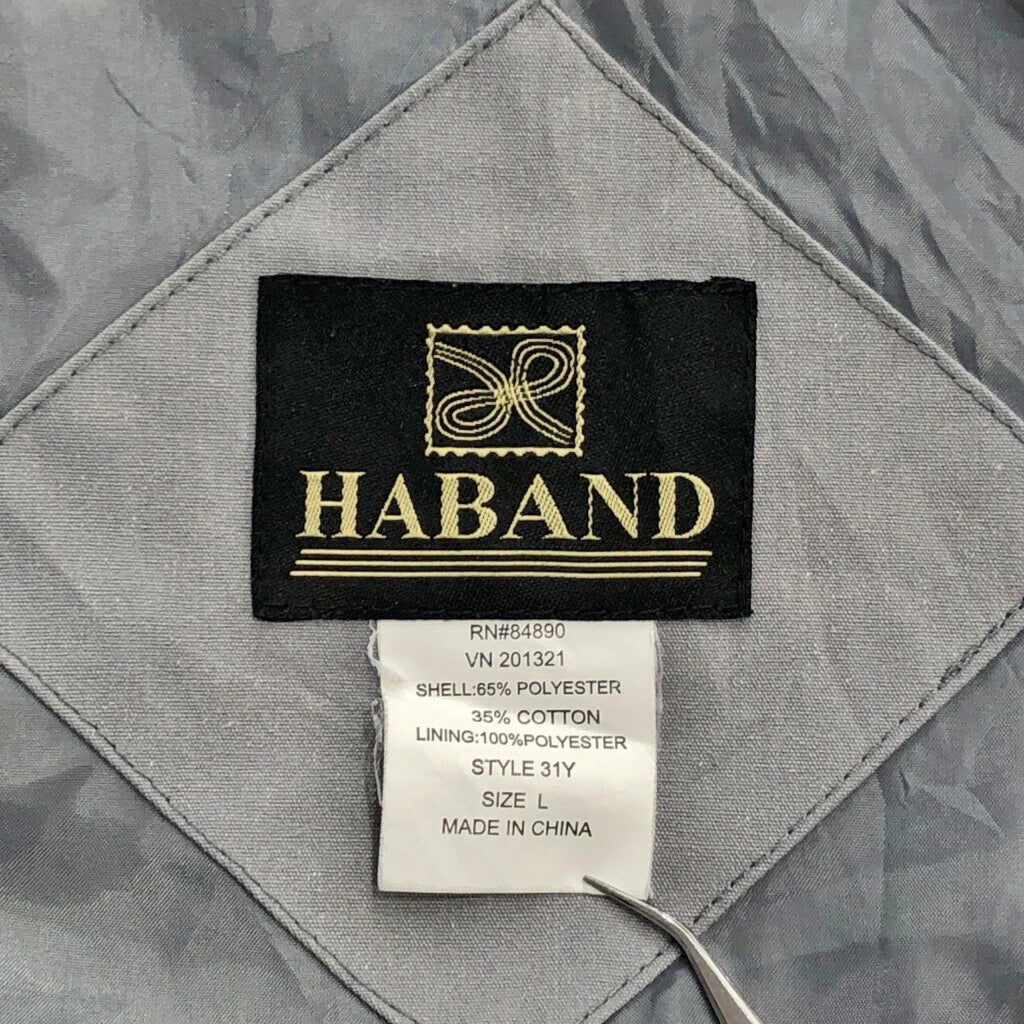 HABAND
RN#84890
VN 201321
SHELL:65% POLYESTER
35% COTTON
LINING:100%POLYESTER
STYLE 31Y
SIZE L
MADE IN CHINA